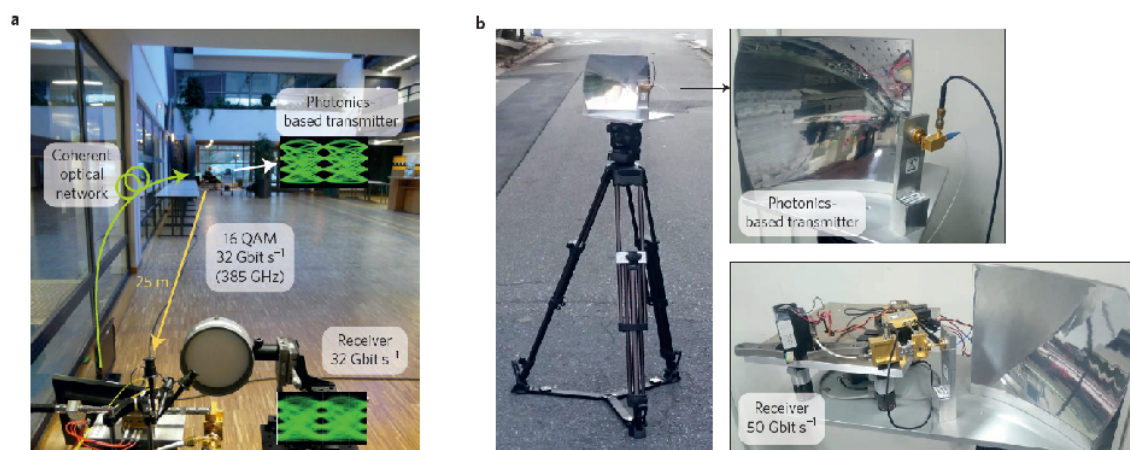 a
Photonics-
based transmitter
Coherent
optical
network
16 QAM
32 Gbit s⁻¹
(385 GHz)
25 m
Receiver
32 Gbit s⁻¹
b
Photonics-
based transmitter
Receiver
50 Gbit s⁻¹